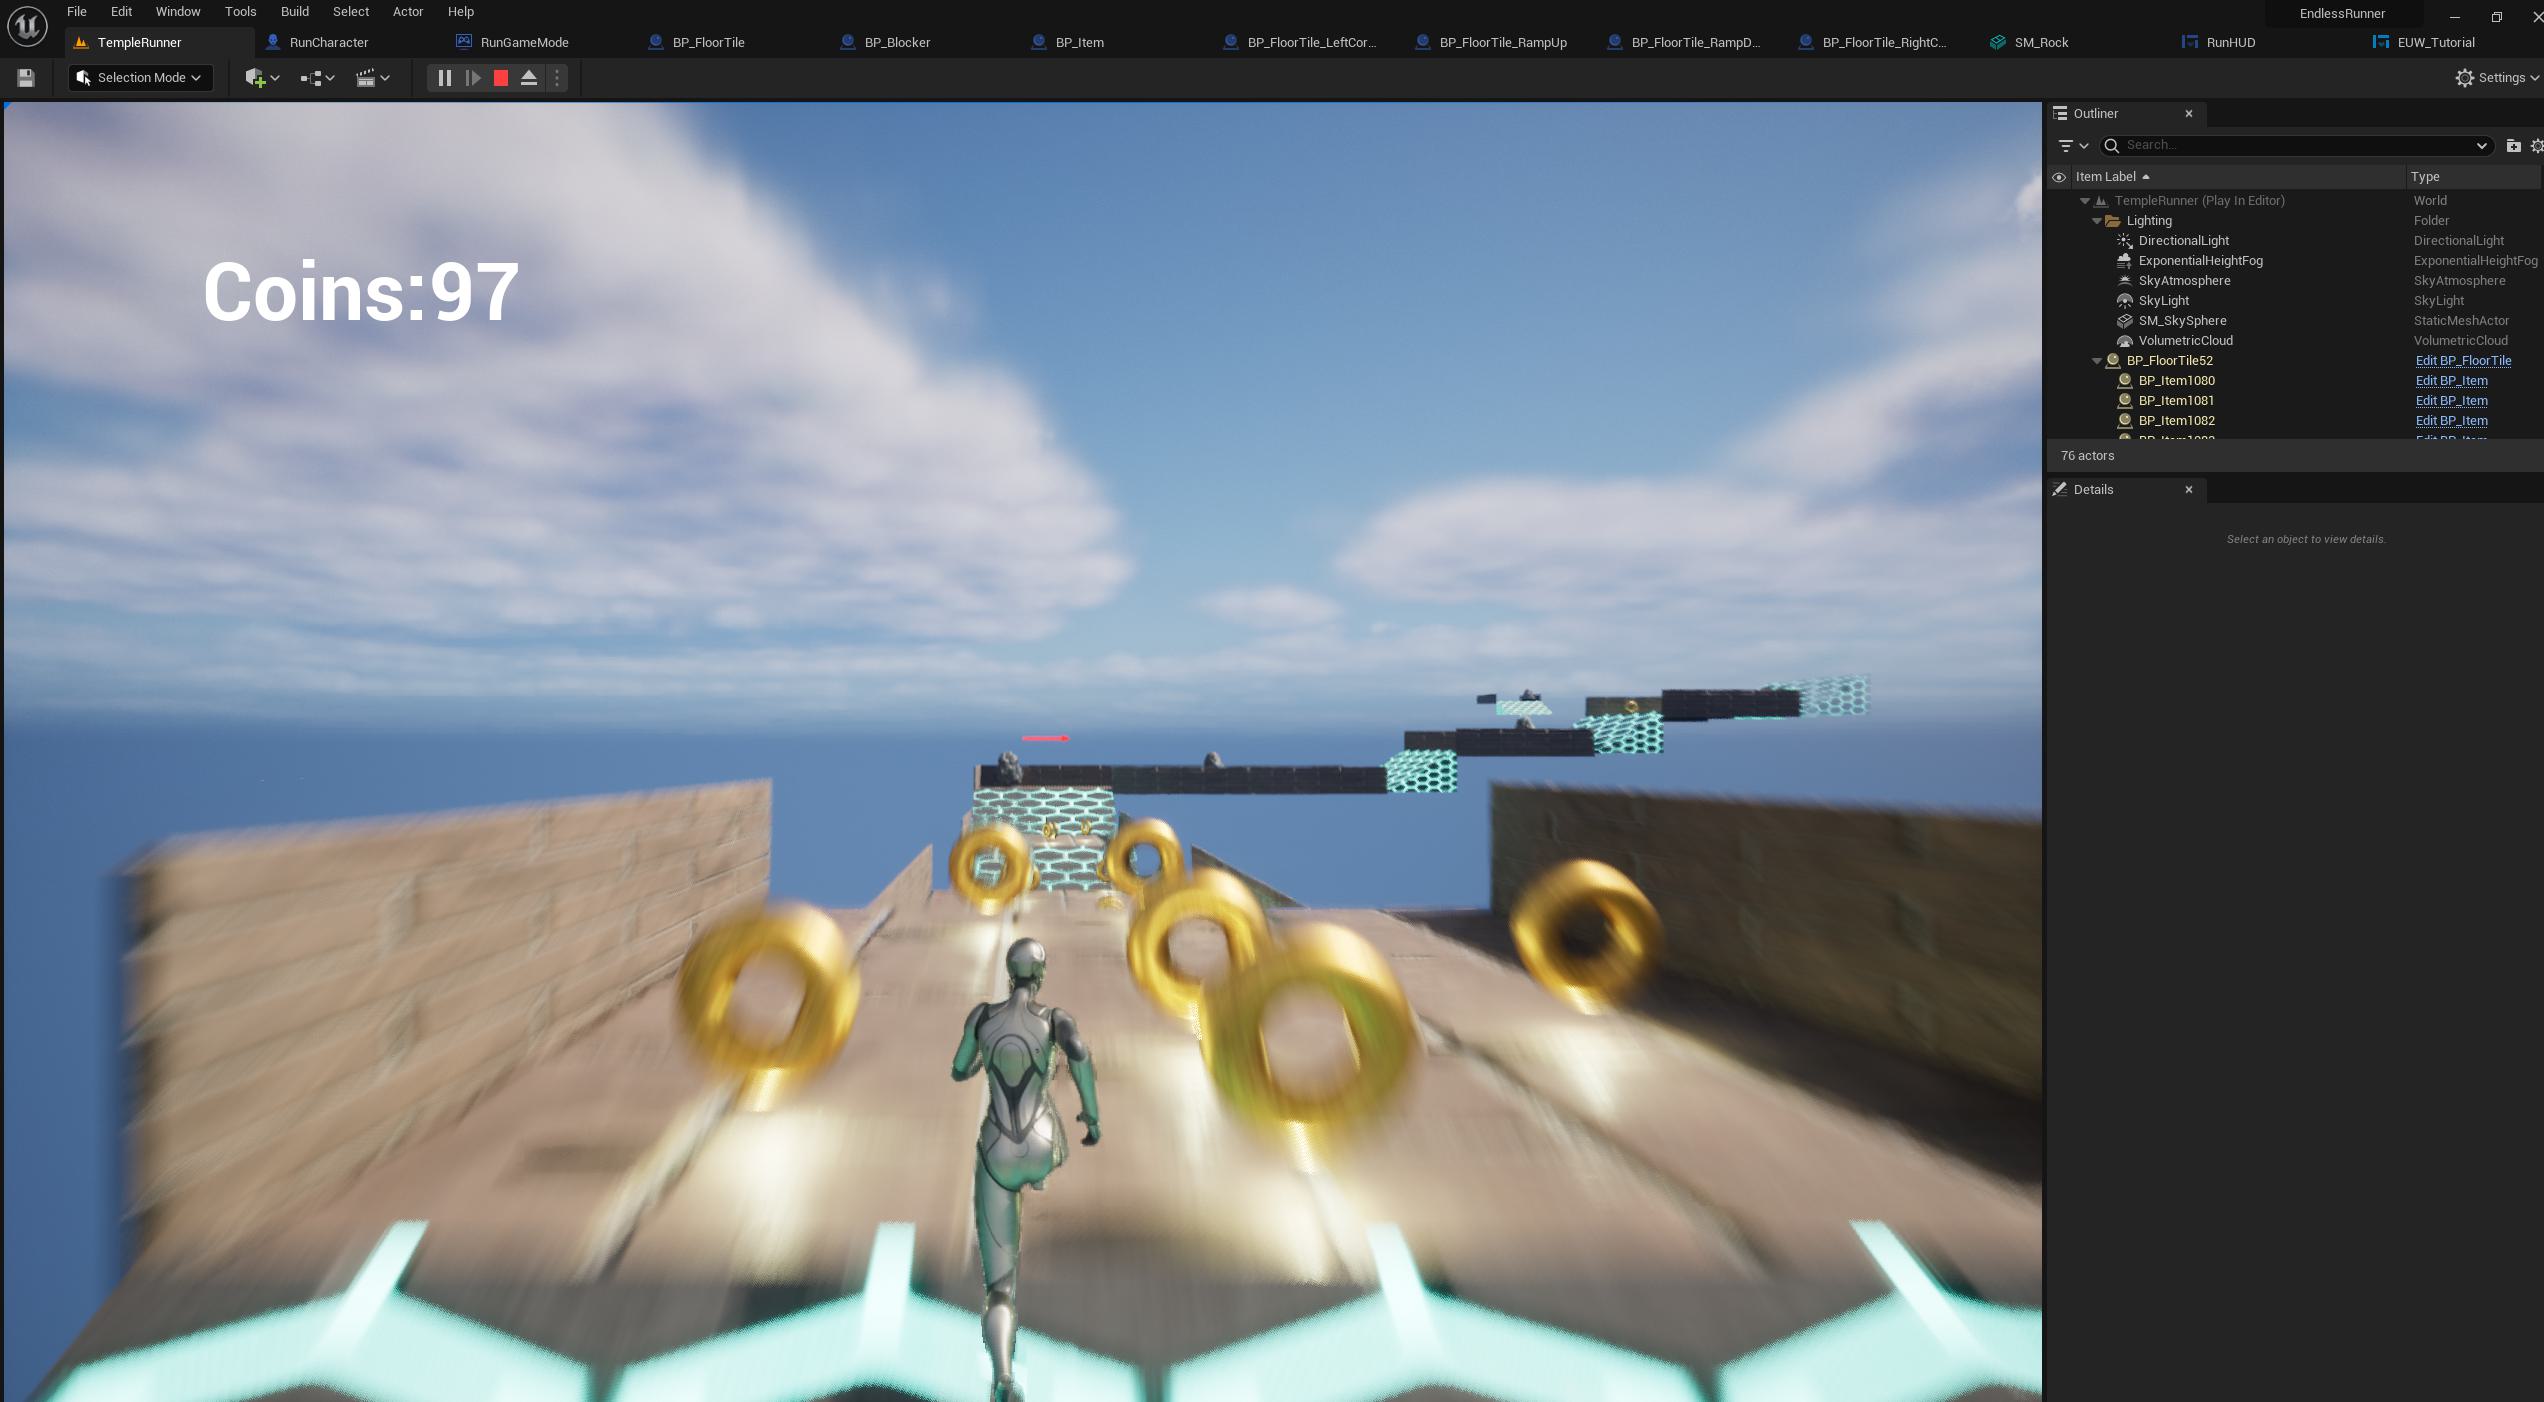 File Edit Window Tools Build Select Actor Help
EndlessRunner
TempleRunner RunCharacter RunGameMode BP_FloorTile BP_Blocker BP_Item BP_FloorTile_LeftCor... BP_FloorTile_RampUp BP_FloorTile_RampD... BP_FloorTile_RightC... SM_Rock RunHUD EUW_Tutorial
Selection Mode
Settings
Coins:97
Outliner
Search...
Item Label Type
TempleRunner (Play In Editor) World
Lighting Folder
DirectionalLight DirectionalLight
ExponentialHeightFog ExponentialHeightFog
SkyAtmosphere SkyAtmosphere
SkyLight SkyLight
SM_SkySphere StaticMeshActor
VolumetricCloud VolumetricCloud
BP_FloorTile52 Edit BP_FloorTile
BP_Item1080 Edit BP_Item
BP_Item1081 Edit BP_Item
BP_Item1082 Edit BP_Item
76 actors
Details
Select an object to view details.